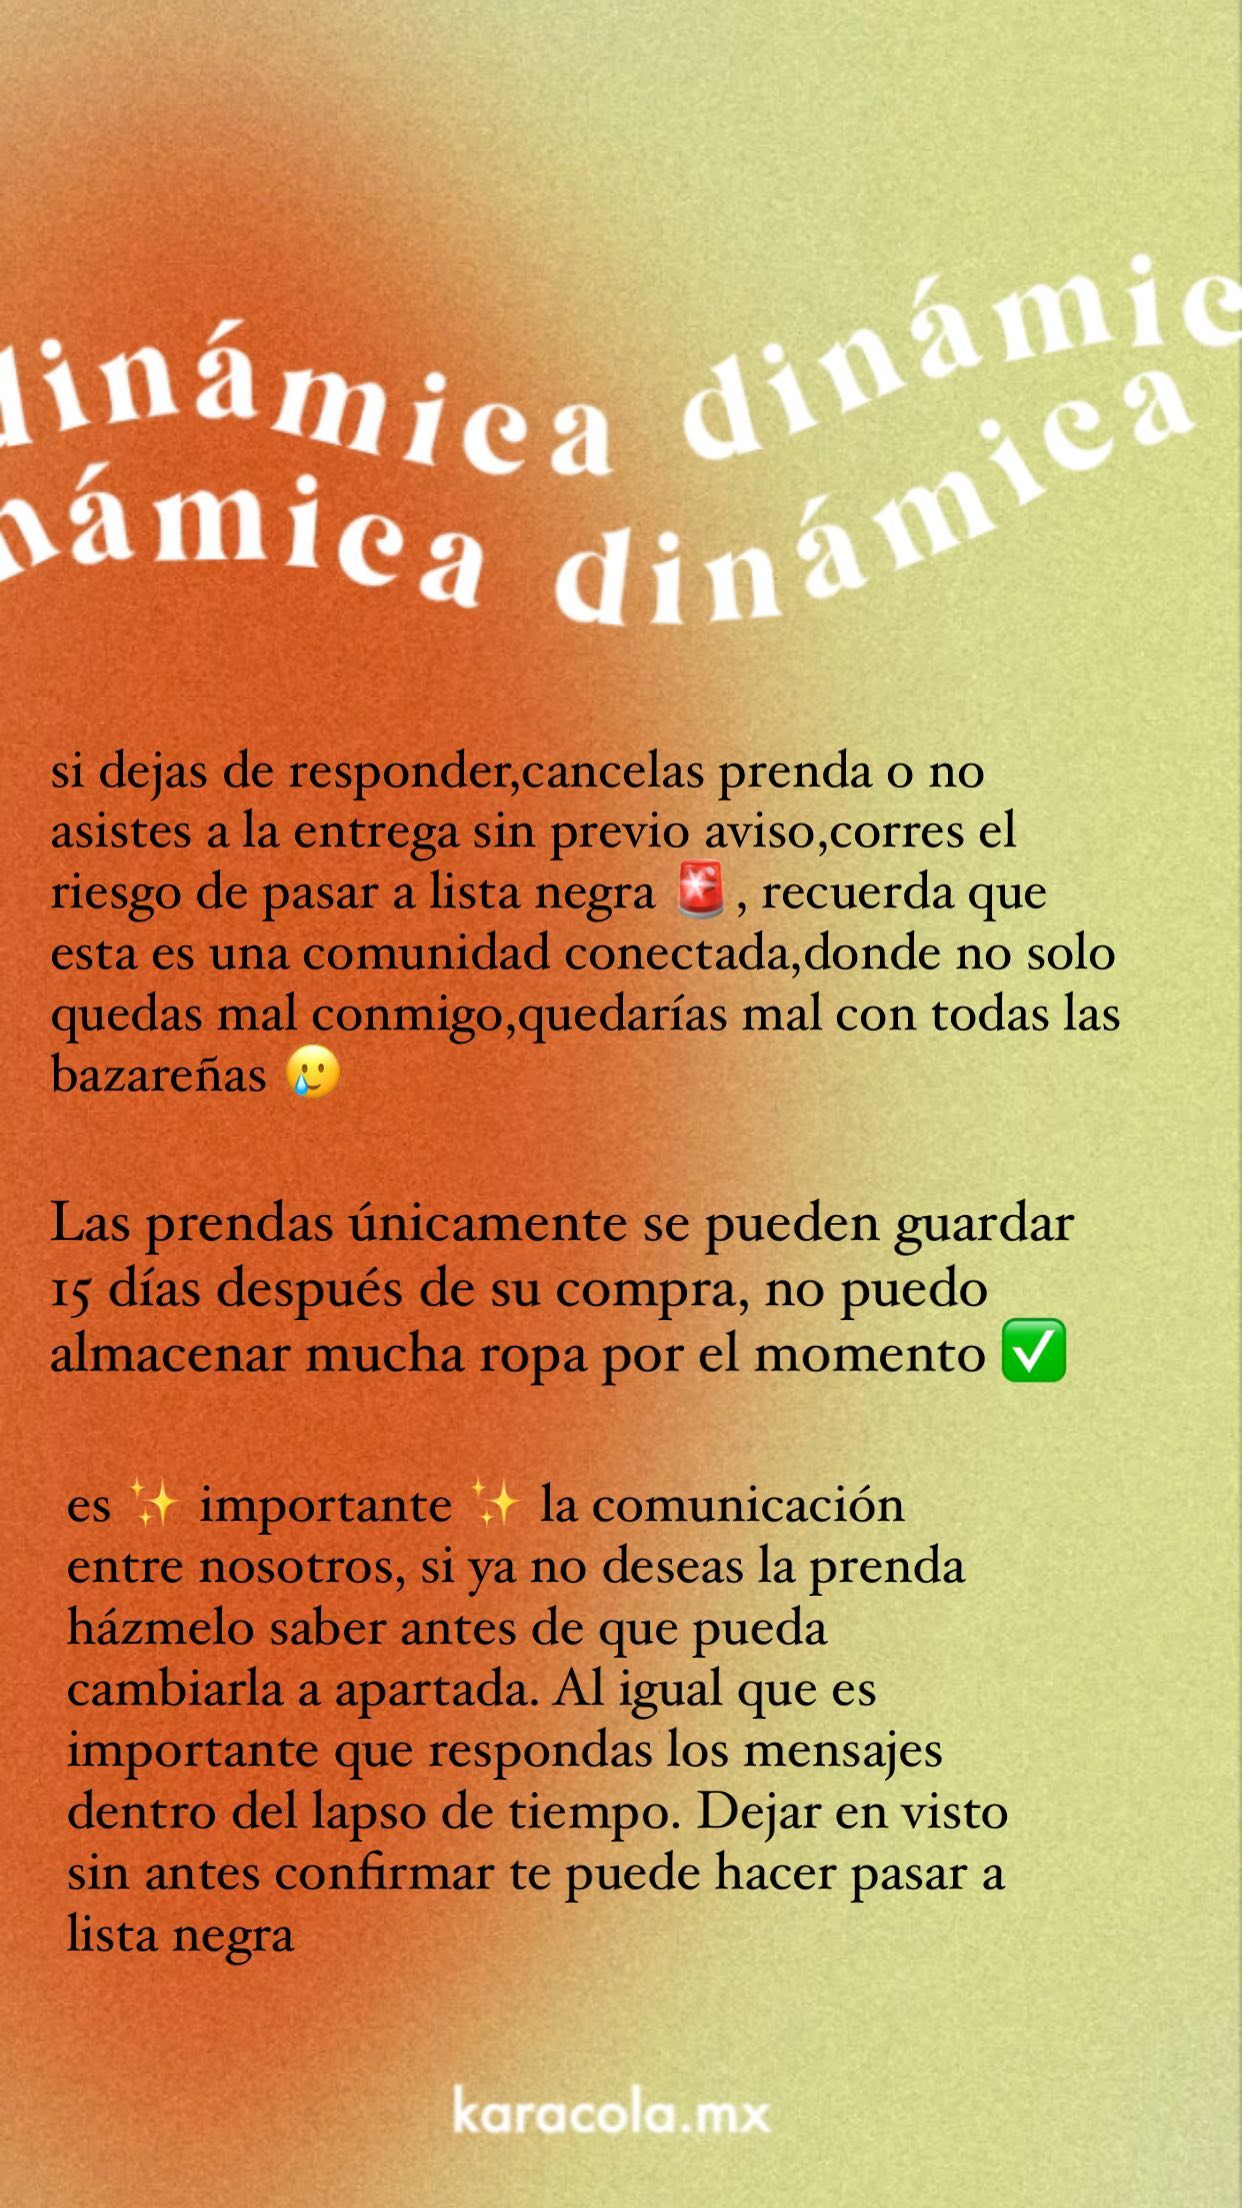 dinámica dinámic
námica dinámica
si dejas de responder,cancelas prenda o no
asistes a la entrega sin previo aviso,corres el
riesgo de pasar a lista negra 🚨, recuerda que
esta es una comunidad conectada,donde no solo
quedas mal conmigo,quedarías mal con todas las
bazareñas 🥲
Las prendas únicamente se pueden guardar
15 días después de su compra, no puedo
almacenar mucha ropa por el momento ✅
es ✨ importante ✨ la comunicación
entre nosotros, si ya no deseas la prenda
házmelo saber antes de que pueda
cambiarla a apartada. Al igual que es
importante que respondas los mensajes
dentro del lapso de tiempo. Dejar en visto
sin antes confirmar te puede hacer pasar a
lista negra
karacola.mx